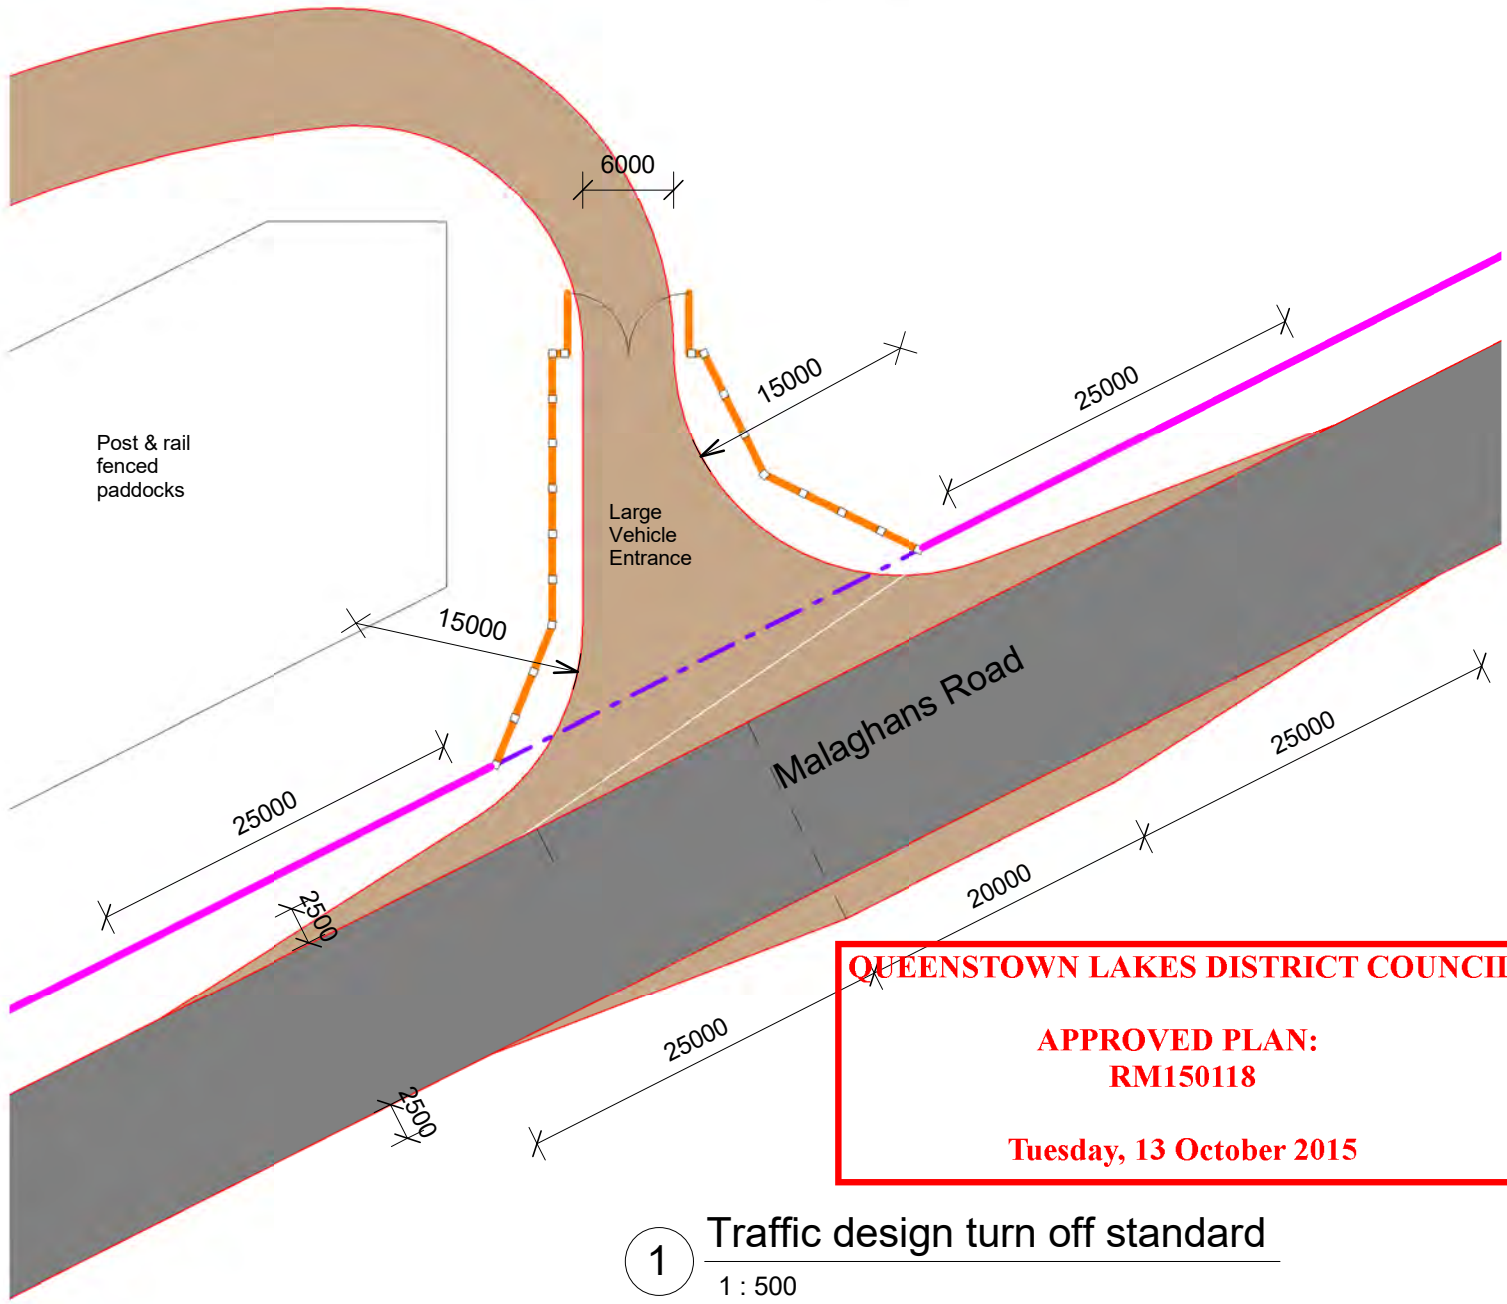 6000
15000
25000
Post & rail
fenced
paddocks
Large
Vehicle
Entrance
15000
Malaghans Road
25000
25000
2500
20000
25000
2500
QUEENSTOWN LAKES DISTRICT COUNCIL
APPROVED PLAN:
RM150118
Tuesday, 13 October 2015
1
Traffic design turn off standard
1 : 500